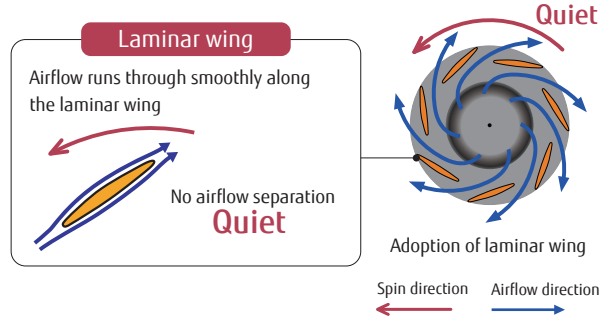 Laminar wing
Airflow runs through smoothly along
the laminar wing
No airflow separation
Quiet
Quiet
Adoption of laminar wing
Spin direction
Airflow direction